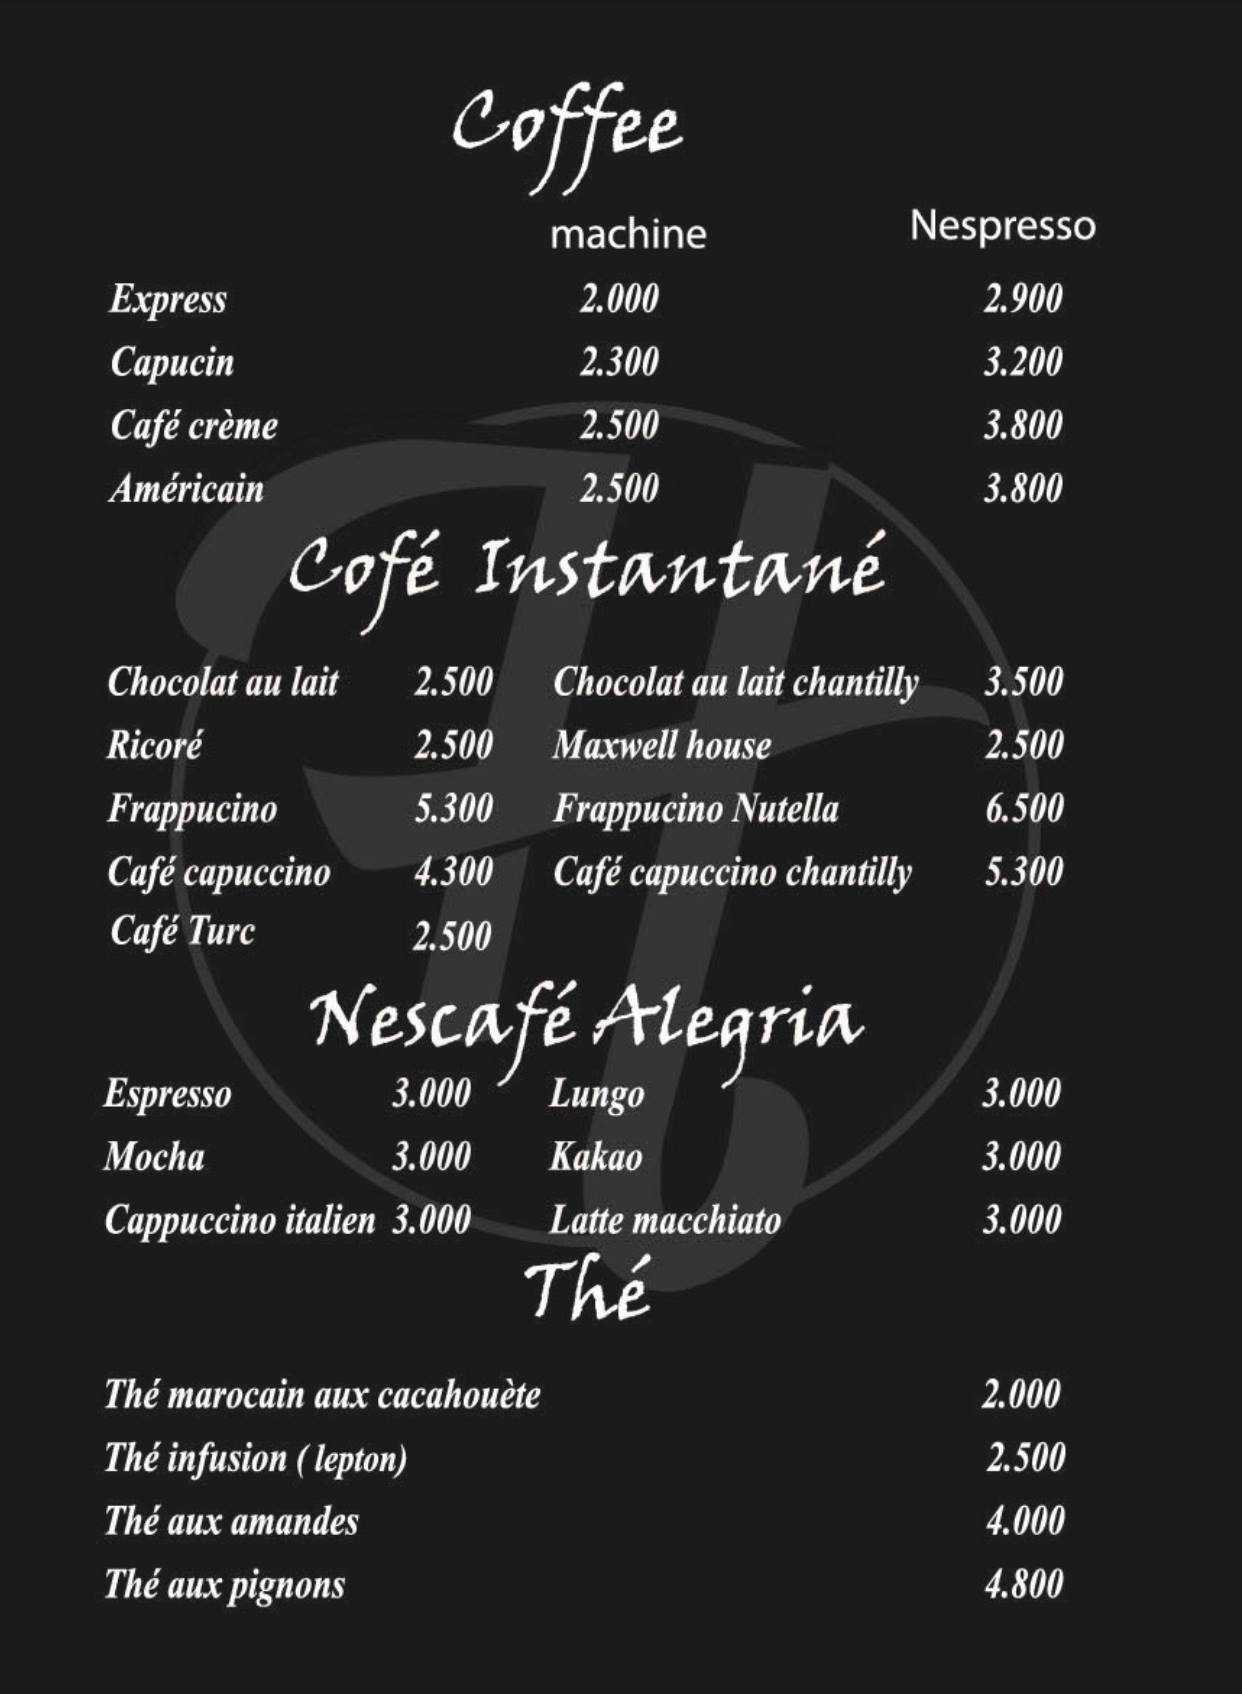 Coffee
machine Nespresso
Express 2.000 2.900
Capucin 2.300 3.200
Café crème 2.500 3.800
Américain 2.500 3.800
Cofé Instantané
Chocolat au lait 2.500 Chocolat au lait chantilly 3.500
Ricoré 2.500 Maxwell house 2.500
Frappucino 5.300 Frappucino Nutella 6.500
Café capuccino 4.300 Café capuccino chantilly 5.300
Café Turc 2.500
Nescafé Alegria
Espresso 3.000 Lungo 3.000
Mocha 3.000 Kakao 3.000
Cappuccino italien 3.000 Latte macchiato 3.000
Thé
Thé marocain aux cacahouète 2.000
Thé infusion ( lepton) 2.500
Thé aux amandes 4.000
Thé aux pignons 4.800